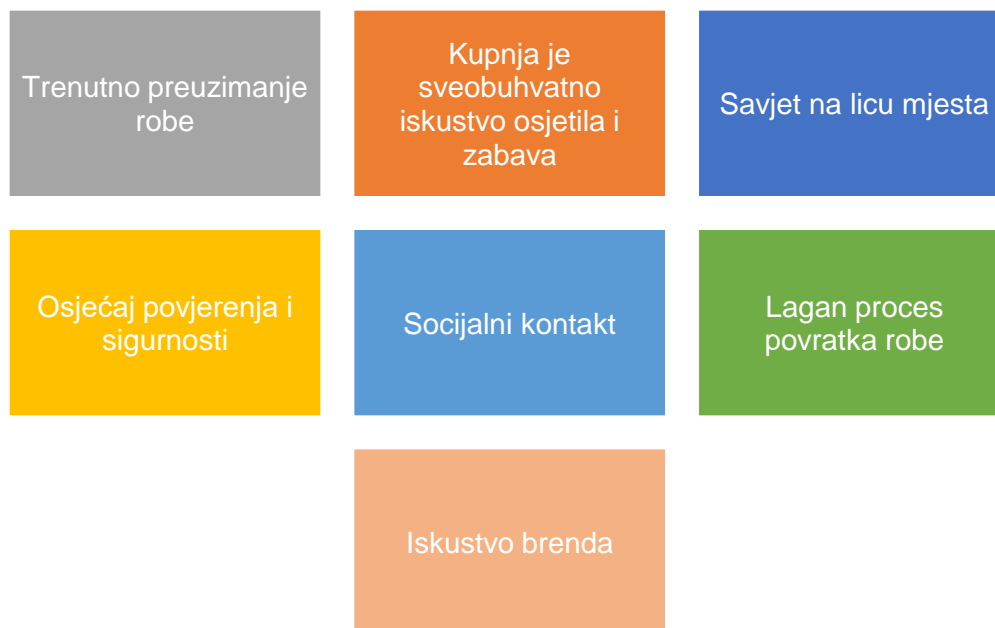 Trenutno preuzimanje
robe
Kupnja je
sveobuhvatno
iskustvo osjetila i
zabava
Savjet na licu mjesta
Osjećaj povjerenja i
sigurnosti
Socijalni kontakt
Lagan proces
povratka robe
Iskustvo brenda